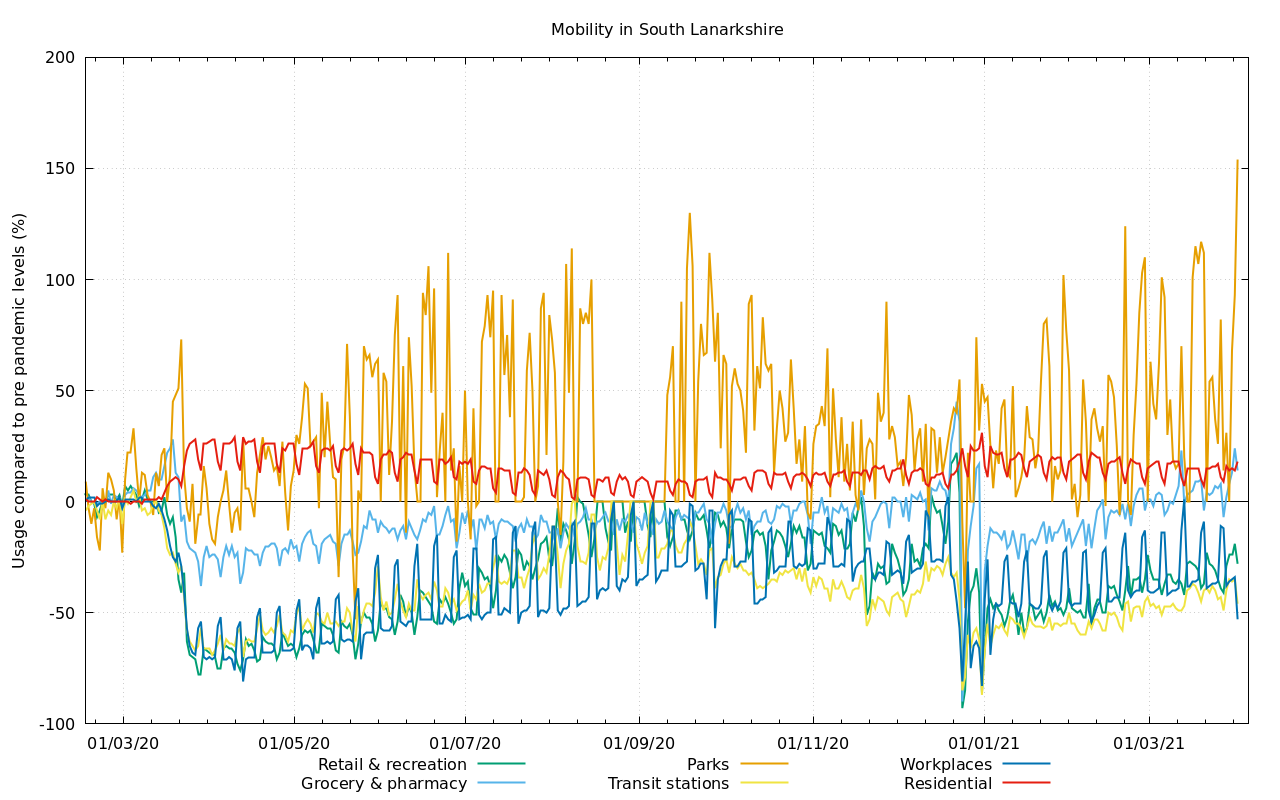 Mobility in South Lanarkshire
Usage compared to pre pandemic levels (%)
200
150
100
50
0
-50
-100
01/03/20 01/05/20 01/07/20 01/09/20 01/11/20 01/01/21 01/03/21
Retail & recreation Parks Workplaces
Grocery & pharmacy Transit stations Residential